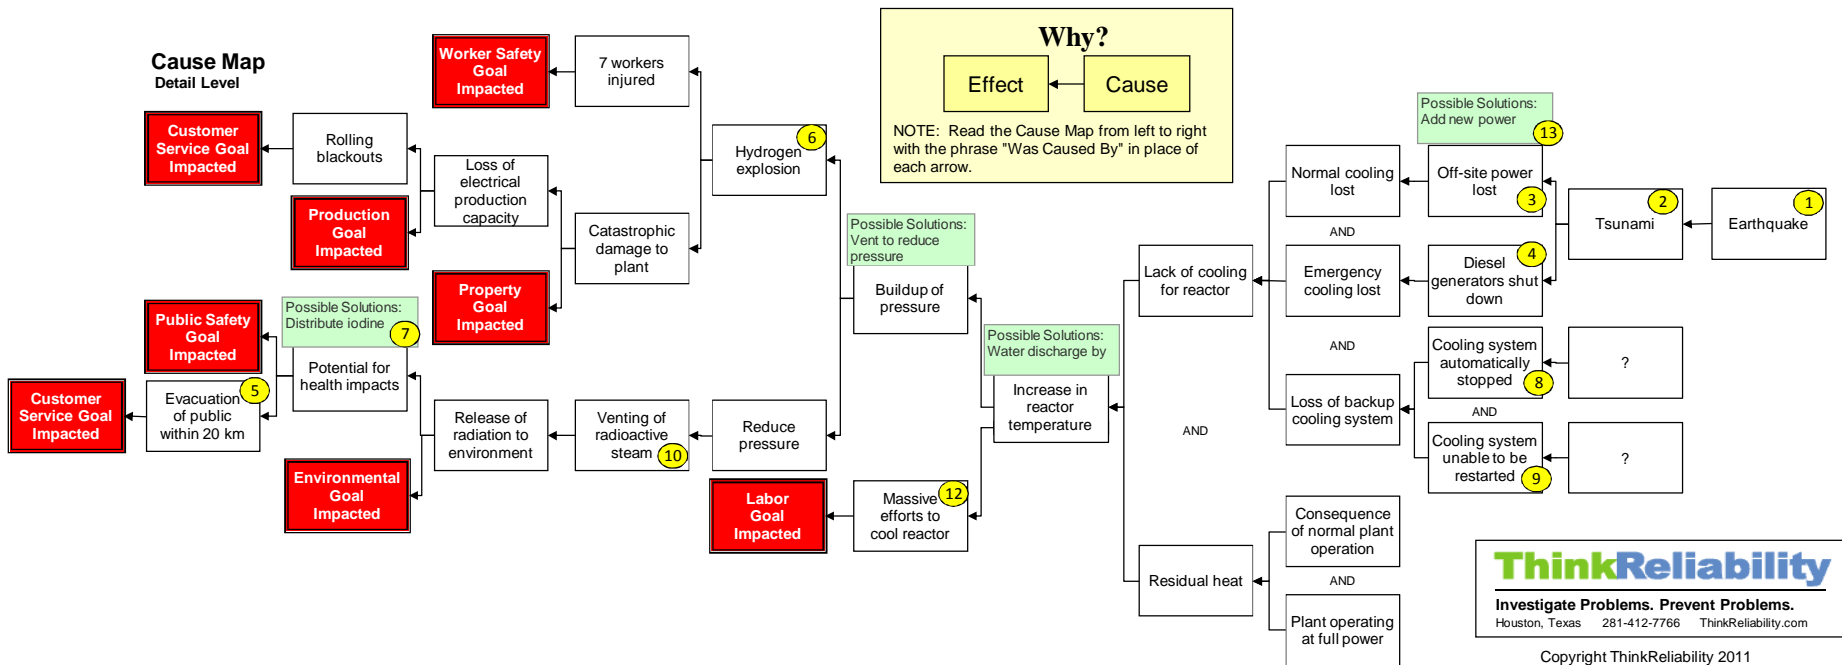 Cause Map
Detail Level
Customer
Service Goal
Impacted
Rolling
blackouts
Production
Goal
Impacted
Worker Safety
Goal
Impacted
7 workers
injured
Loss of
electrical
production
capacity
Property
Goal
Impacted
Catastrophic
damage to
plant
Hydrogen
explosion
6
Public Safety
Goal
Impacted
Customer
Service Goal
Impacted
Evacuation
of public
within 20 km
5
Possible Solutions:
Distribute iodine
7
Potential for
health impacts
Environmental
Goal
Impacted
Release of
radiation to
environment
Venting of
radioactive
steam
10
Reduce
pressure
Labor
Goal
Impacted
Massive
efforts to
cool reactor
12
Possible Solutions:
Vent to reduce
pressure
Buildup of
pressure
Possible Solutions:
Water discharge by
Increase in
reactor
temperature
Why?
Effect
Cause
NOTE: Read the Cause Map from left to right
with the phrase "Was Caused By" in place of
each arrow.
Lack of cooling
for reactor
AND
Residual heat
Normal cooling
lost
AND
Emergency
cooling lost
AND
Loss of backup
cooling system
Consequence
of normal plant
operation
AND
Plant operating
at full power
Possible Solutions:
Add new power
13
Off-site power
lost
3
Diesel
generators shut
down
4
Cooling system
automatically
stopped
8
AND
Cooling system
unable to be
restarted
9
Tsunami
2
Earthquake
1
?
?
ThinkReliability
Investigate Problems. Prevent Problems.
Houston, Texas 281-412-7766 ThinkReliability.com
Copyright ThinkReliability 2011